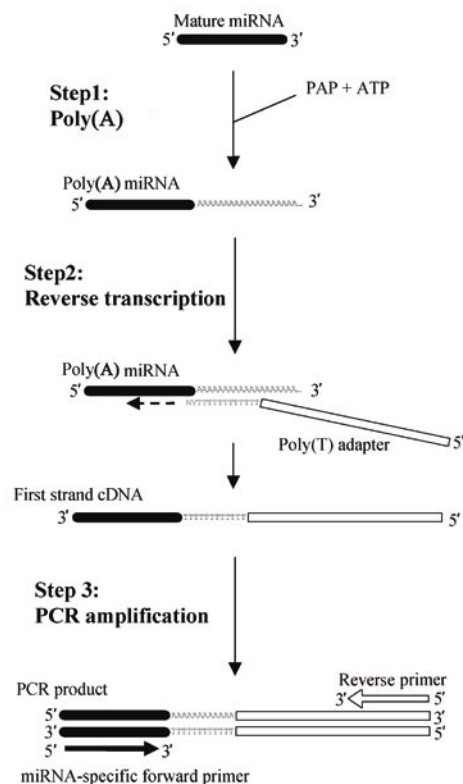 Mature miRNA
5′ 3′
Step1:
Poly(A)
PAP + ATP
Poly(A) miRNA
5′ 3′
Step2:
Reverse transcription
Poly(A) miRNA
5′ 3′
5′
Poly(T) adapter
First strand cDNA
3′ 5′
Step 3:
PCR amplification
Reverse primer
3′ 5′
PCR product
5′ 3′
3′ 5′
5′ 3′
miRNA-specific forward primer